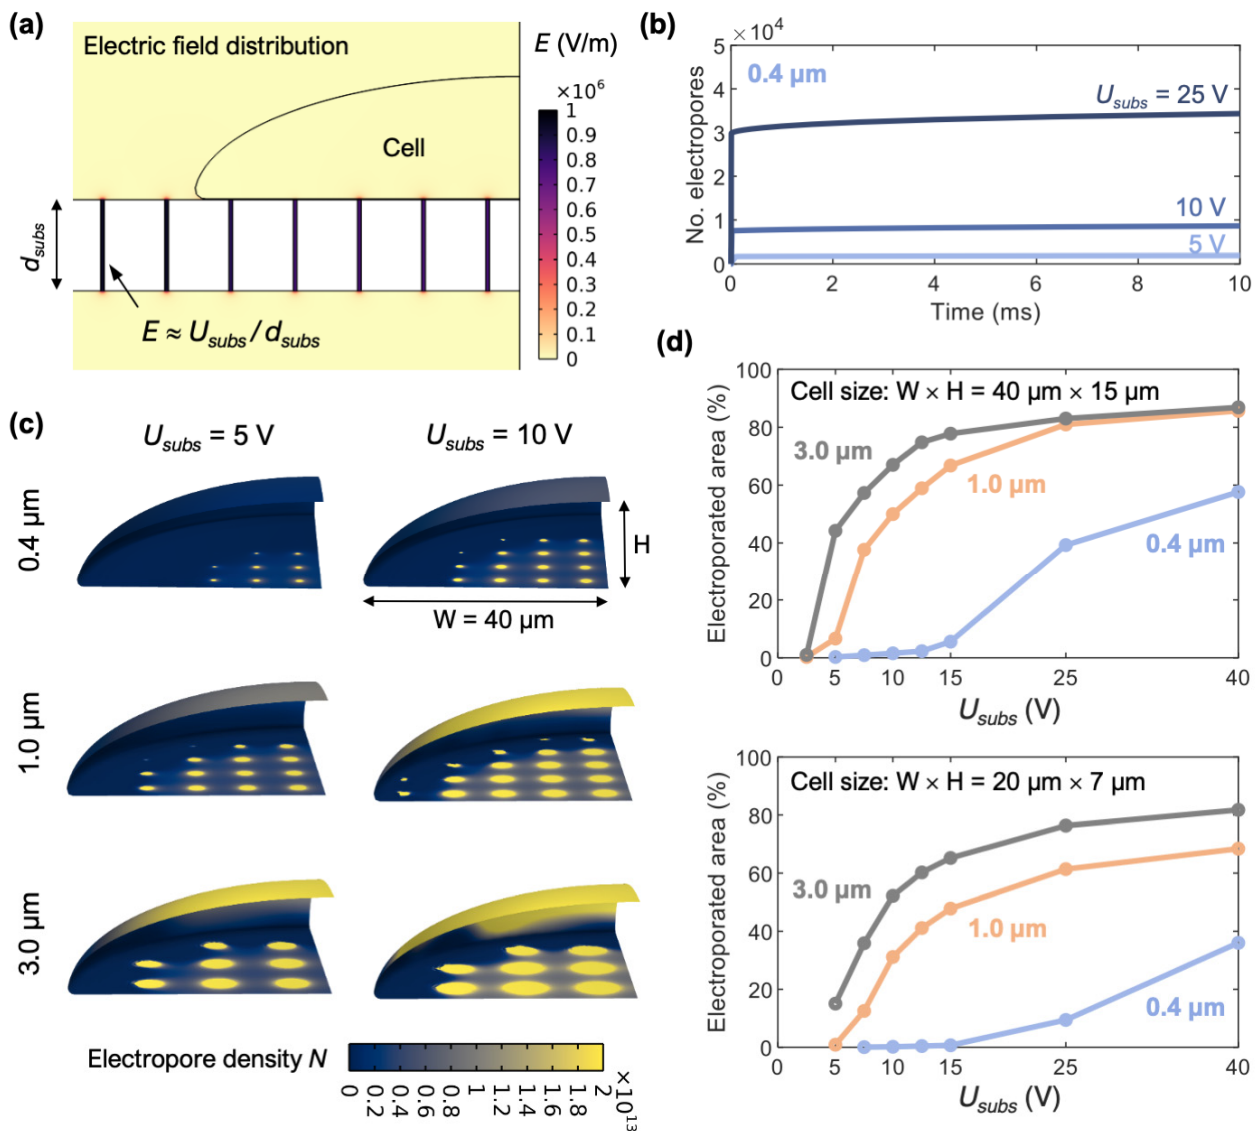 (a)
Electric field distribution
E (V/m)
×10⁶
1
0.9
0.8
0.7
0.6
0.5
0.4
0.3
0.2
0.1
0
Cell
d_subs
E ≈ U_subs / d_subs
(b)
×10⁴
5
4
3
2
1
0
No. electropores
0.4 µm
U_subs = 25 V
10 V
5 V
0 2 4 6 8 10
Time (ms)
(c)
U_subs = 5 V
U_subs = 10 V
0.4 µm
H
W = 40 µm
1.0 µm
3.0 µm
Electropore density N
0 0.2 0.4 0.6 0.8 1 1.2 1.4 1.6 1.8 2
×10¹³
(d)
100
80
60
40
20
0
Electroporated area (%)
Cell size: W × H = 40 µm × 15 µm
3.0 µm
1.0 µm
0.4 µm
0 5 10 15 25 40
U_subs (V)
100
80
60
40
20
0
Electroporated area (%)
Cell size: W × H = 20 µm × 7 µm
3.0 µm
1.0 µm
0.4 µm
0 5 10 15 25 40
U_subs (V)